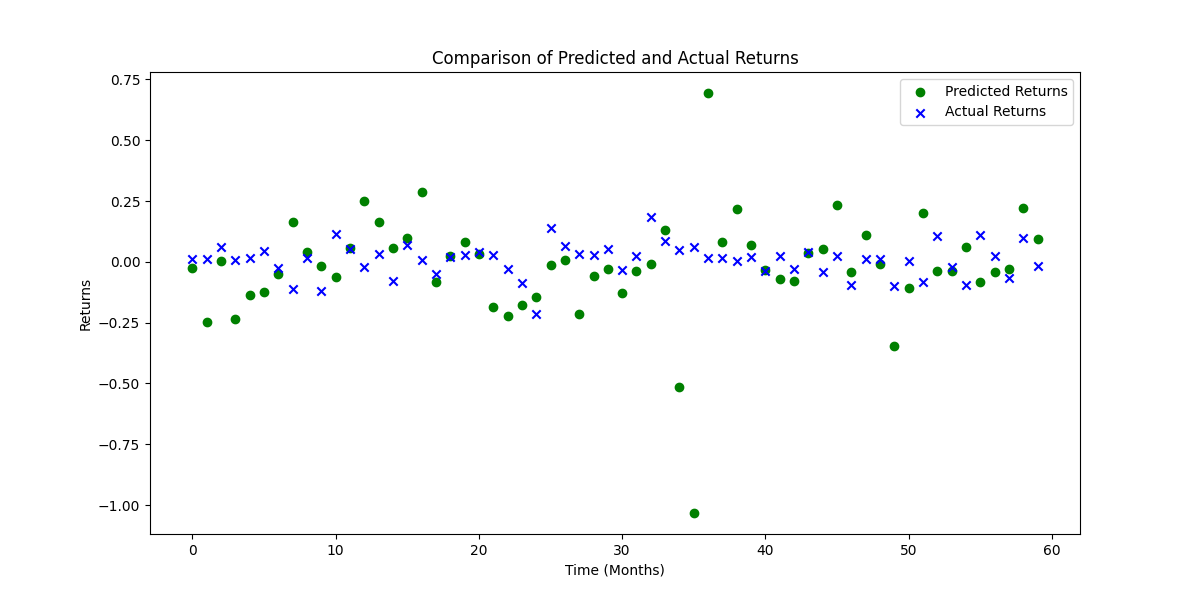 Comparison of Predicted and Actual Returns
Predicted Returns
Actual Returns
Returns
0.75
0.50
0.25
0.00
−0.25
−0.50
−0.75
−1.00
0 10 20 30 40 50 60
Time (Months)